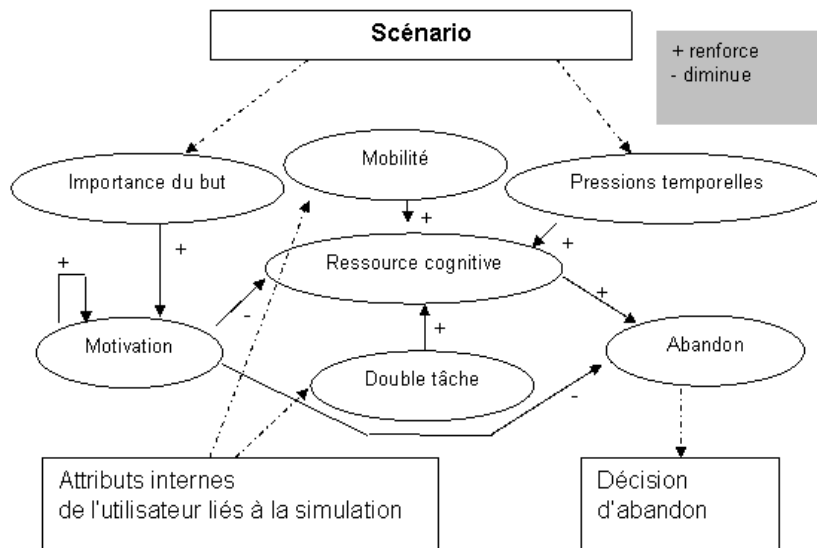 Scénario
+ renforce
- diminue
Mobilité
Importance du but
Pressions temporelles
+
+
+
Ressource cognitive
+
+
-
+
Motivation
Abandon
Double tâche
-
Attributs internes
de l'utilisateur liés à la simulation
Décision
d'abandon